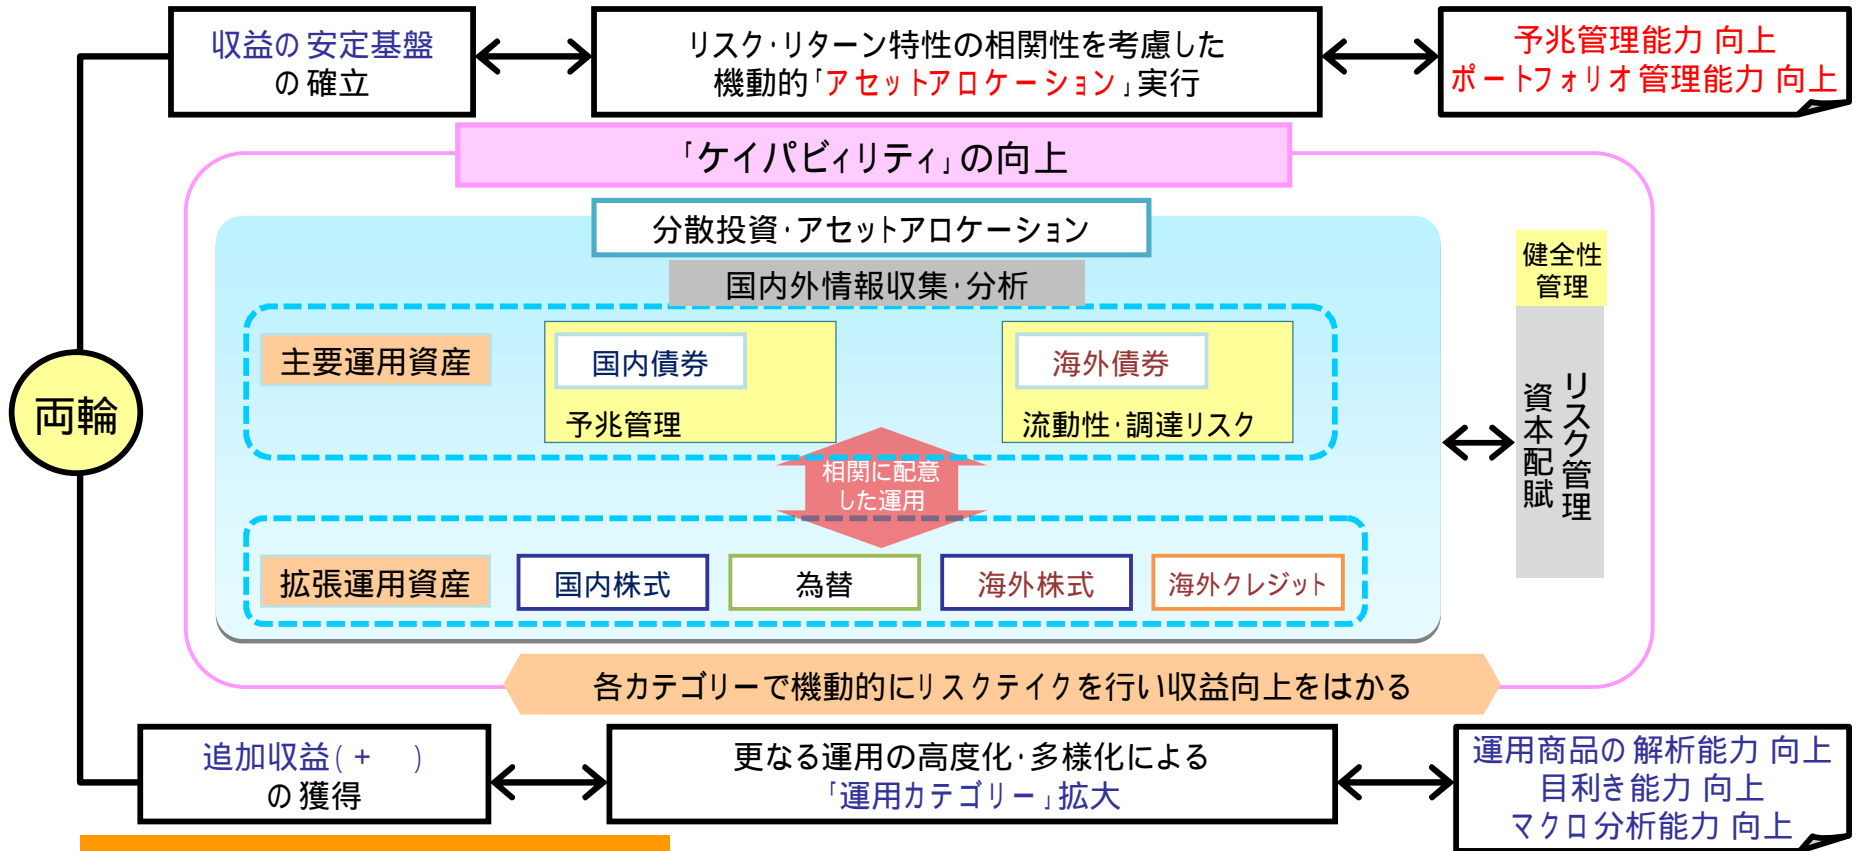 収益の安定基盤
の確立
リスク・リターン特性の相関性を考慮した
機動的「アセットアロケーション」実行
予兆管理能力 向上
ポートフォリオ管理能力 向上
「ケイパビィリティ」の向上
分散投資・アセットアロケーション
国内外情報収集・分析
健全性
管理
主要運用資産
国内債券
予兆管理
海外債券
流動性・調達リスク
両輪
リスク管理
資本配賦
相関に配意
した運用
拡張運用資産
国内株式
為替
海外株式
海外クレジット
各カテゴリーで機動的にリスクテイクを行い収益向上をはかる
追加収益(+ )
の獲得
更なる運用の高度化・多様化による
「運用カテゴリー」拡大
運用商品の解析能力 向上
目利き能力 向上
マクロ分析能力 向上